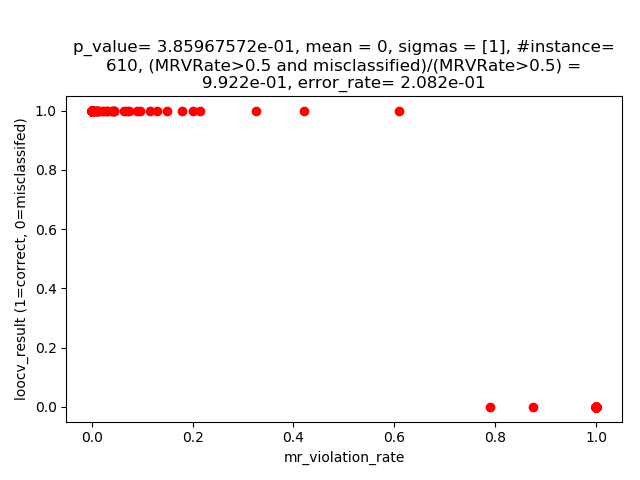 p_value= 3.85967572e-01, mean = 0, sigmas = [1], #instance=
610, (MRVRate>0.5 and misclassified)/(MRVRate>0.5) =
9.922e-01, error_rate= 2.082e-01
1.0
0.8
0.6
0.4
0.2
0.0
loocv_result (1=correct, 0=misclassifed)
0.0 0.2 0.4 0.6 0.8 1.0
mr_violation_rate